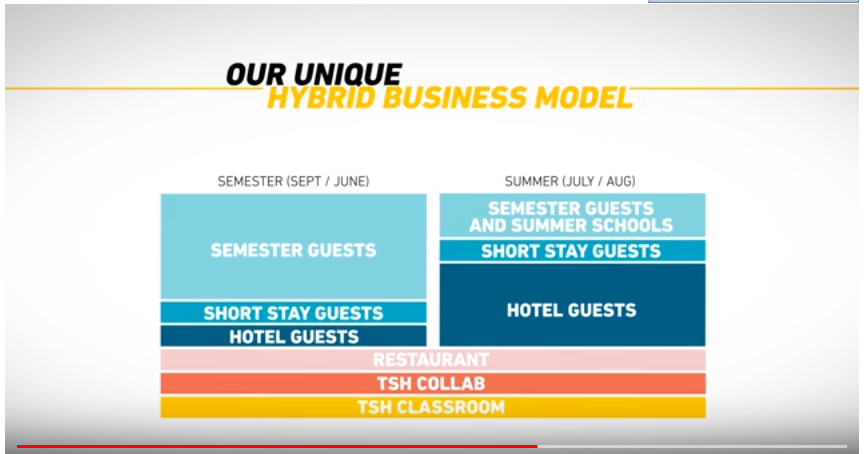 OUR UNIQUE
HYBRID BUSINESS MODEL
SEMESTER (SEPT / JUNE)
SEMESTER GUESTS
SHORT STAY GUESTS
HOTEL GUESTS
SUMMER (JULY / AUG)
SEMESTER GUESTS
AND SUMMER SCHOOLS
SHORT STAY GUESTS
HOTEL GUESTS
RESTAURANT
TSH COLLAB
TSH CLASSROOM